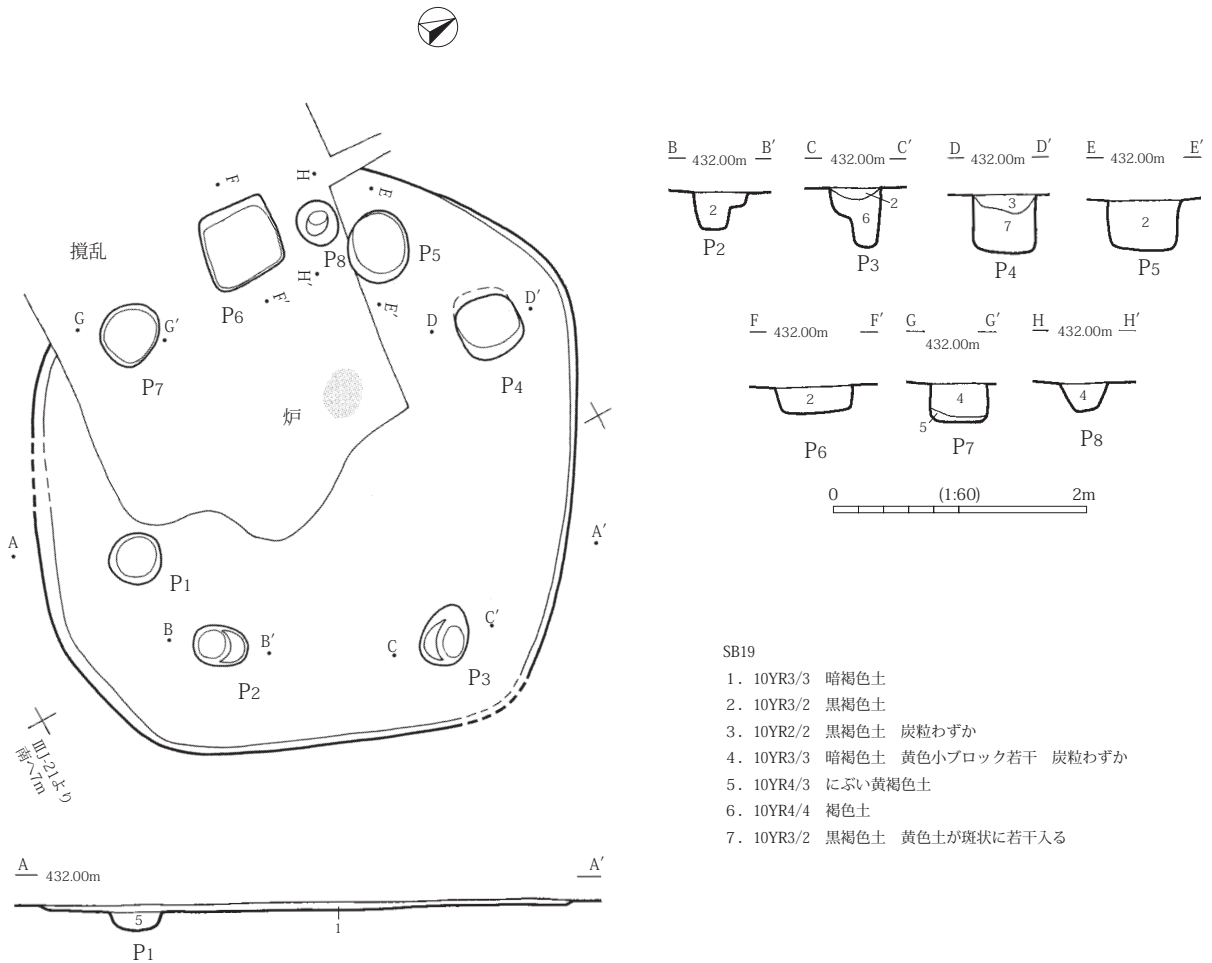 F
H
E
撹乱
P8
P5
H′
P6
F′
E′
D′
D
G
G′
P7
P4
炉
A
A′
P1
B
B′
C
C′
P2
P3
ⅢJ-21より
南へ7m
A 432.00m A′
5
1
P1
B 432.00m B′
2
P2
C 432.00m C′
2
6
P3
D 432.00m D′
3
7
P4
E 432.00m E′
2
P5
F 432.00m F′
2
P6
G 432.00m G′
4
5
P7
H 432.00m H′
4
P8
0 (1:60) 2m
SB19
1．10YR3/3 暗褐色土
2．10YR3/2 黒褐色土
3．10YR2/2 黒褐色土 炭粒わずか
4．10YR3/3 暗褐色土 黄色小ブロック若干 炭粒わずか
5．10YR4/3 にぶい黄褐色土
6．10YR4/4 褐色土
7．10YR3/2 黒褐色土 黄色土が斑状に若干入る